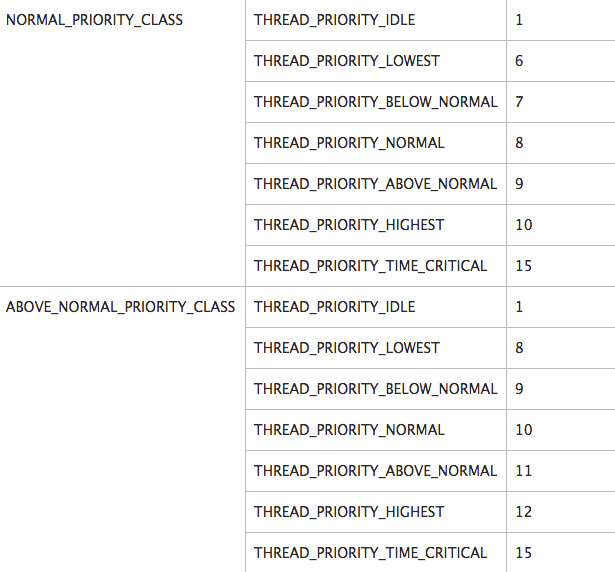 NORMAL_PRIORITY_CLASS THREAD_PRIORITY_IDLE 1
THREAD_PRIORITY_LOWEST 6
THREAD_PRIORITY_BELOW_NORMAL 7
THREAD_PRIORITY_NORMAL 8
THREAD_PRIORITY_ABOVE_NORMAL 9
THREAD_PRIORITY_HIGHEST 10
THREAD_PRIORITY_TIME_CRITICAL 15
ABOVE_NORMAL_PRIORITY_CLASS THREAD_PRIORITY_IDLE 1
THREAD_PRIORITY_LOWEST 8
THREAD_PRIORITY_BELOW_NORMAL 9
THREAD_PRIORITY_NORMAL 10
THREAD_PRIORITY_ABOVE_NORMAL 11
THREAD_PRIORITY_HIGHEST 12
THREAD_PRIORITY_TIME_CRITICAL 15